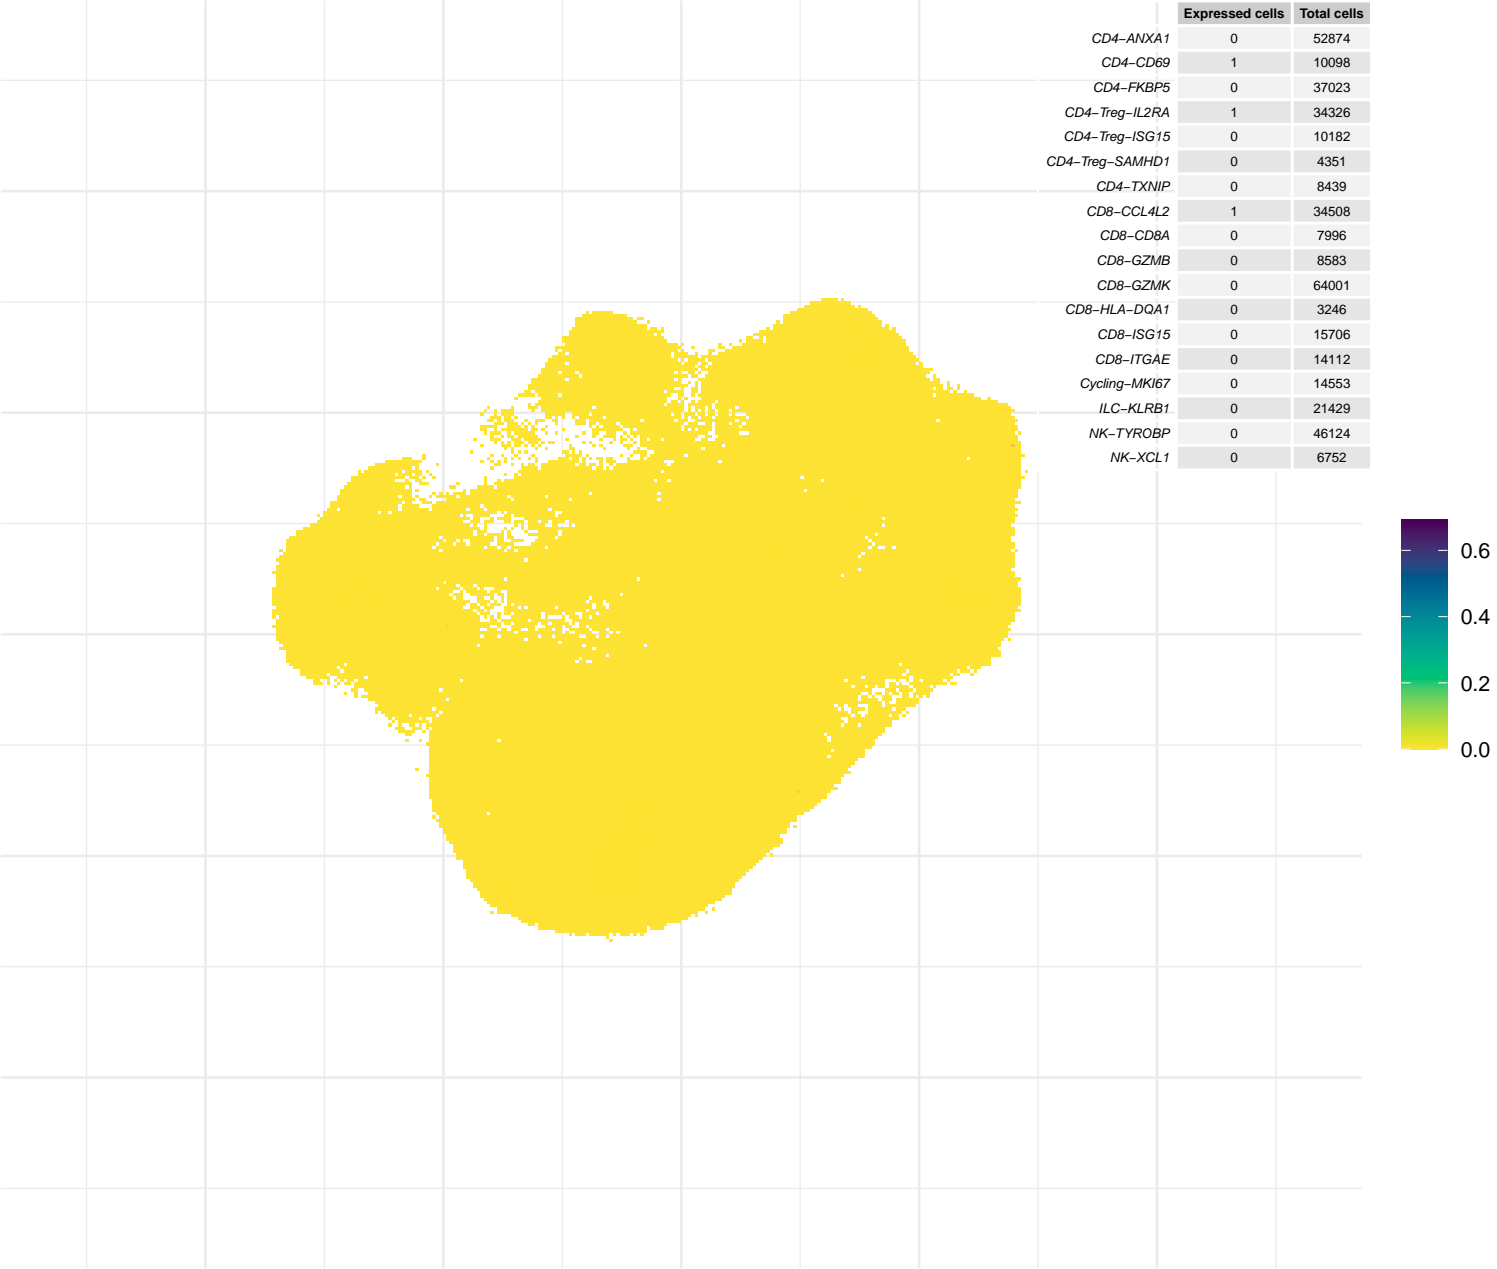 Expressed cells Total cells
CD4−ANXA1 0 52874
CD4−CD69 1 10098
CD4−FKBP5 0 37023
CD4−Treg−IL2RA 1 34326
CD4−Treg−ISG15 0 10182
CD4−Treg−SAMHD1 0 4351
CD4−TXNIP 0 8439
CD8−CCL4L2 1 34508
CD8−CD8A 0 7996
CD8−GZMB 0 8583
CD8−GZMK 0 64001
CD8−HLA−DQA1 0 3246
CD8−ISG15 0 15706
CD8−ITGAE 0 14112
Cycling−MKI67 0 14553
ILC−KLRB1 0 21429
NK−TYROBP 0 46124
NK−XCL1 0 6752
0.6
0.4
0.2
0.0